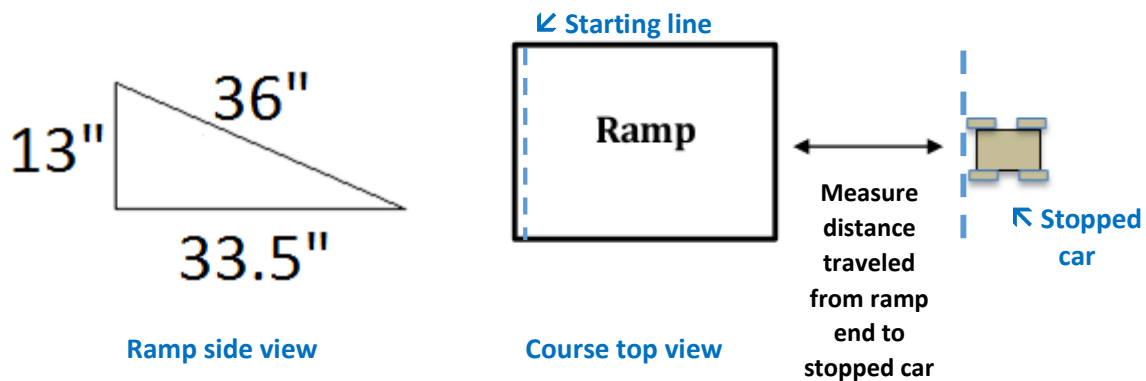 Starting line
36"
13"
33.5"
Ramp side view
Ramp
Course top view
Measure
distance
traveled
from ramp
end to
stopped car
Stopped
car